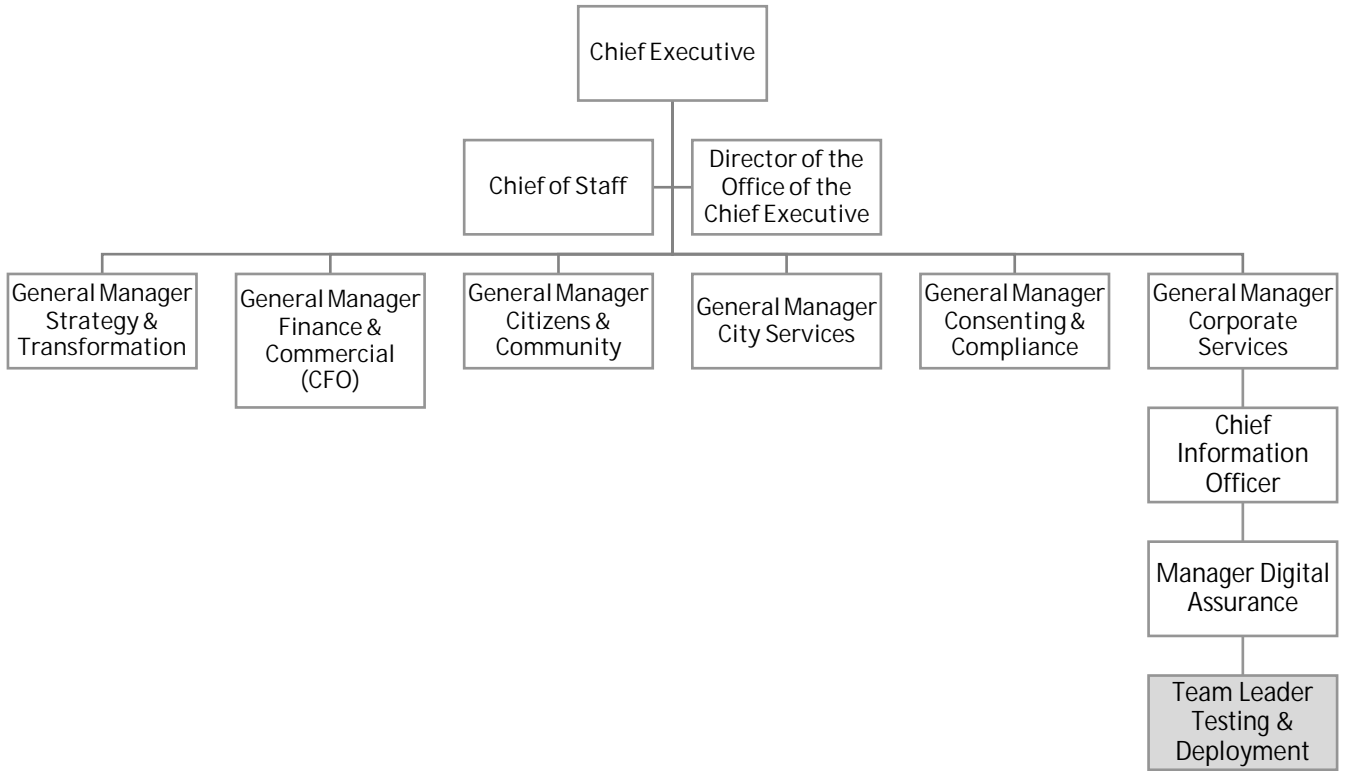 Chief Executive
Chief of Staff
Director of the
Office of the
Chief Executive
General Manager
Strategy &
Transformation
General Manager
Finance &
Commercial
(CFO)
General Manager
Citizens &
Community
General Manager
City Services
General Manager
Consenting &
Compliance
General Manager
Corporate
Services
Chief
Information
Officer
Manager Digital
Assurance
Team Leader
Testing &
Deployment